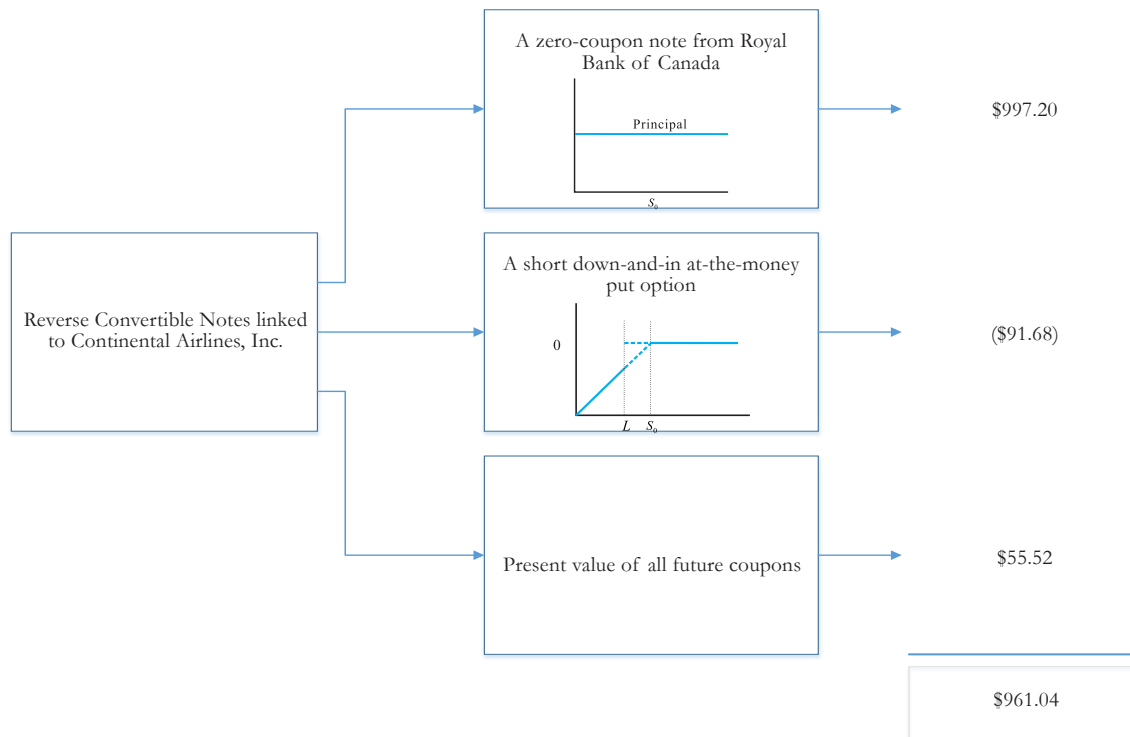 A zero-coupon note from Royal
Bank of Canada
Principal
S₀
$997.20
Reverse Convertible Notes linked
to Continental Airlines, Inc.
A short down-and-in at-the-money
put option
0
L S₀
($91.68)
Present value of all future coupons
$55.52
$961.04